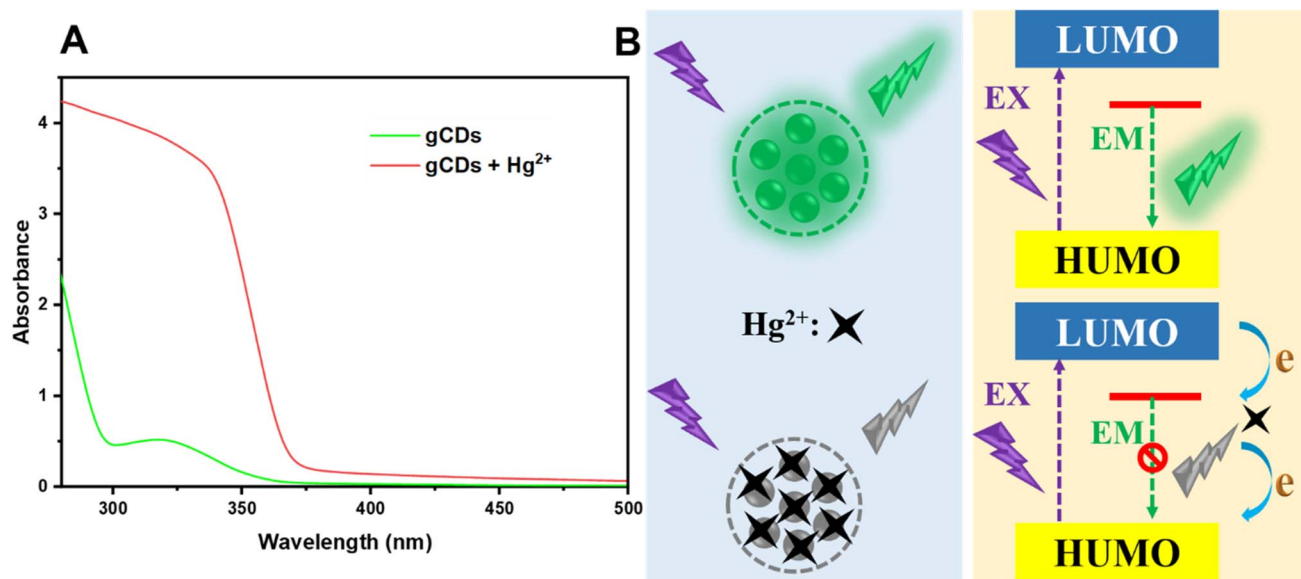 A
4
3
2
1
0
300
350
400
450
500
Absorbance
Wavelength (nm)
gCDs
gCDs + Hg²⁺
B
Hg²⁺:
LUMO
EX
EM
HUMO
LUMO
e
EX
EM
e
HUMO